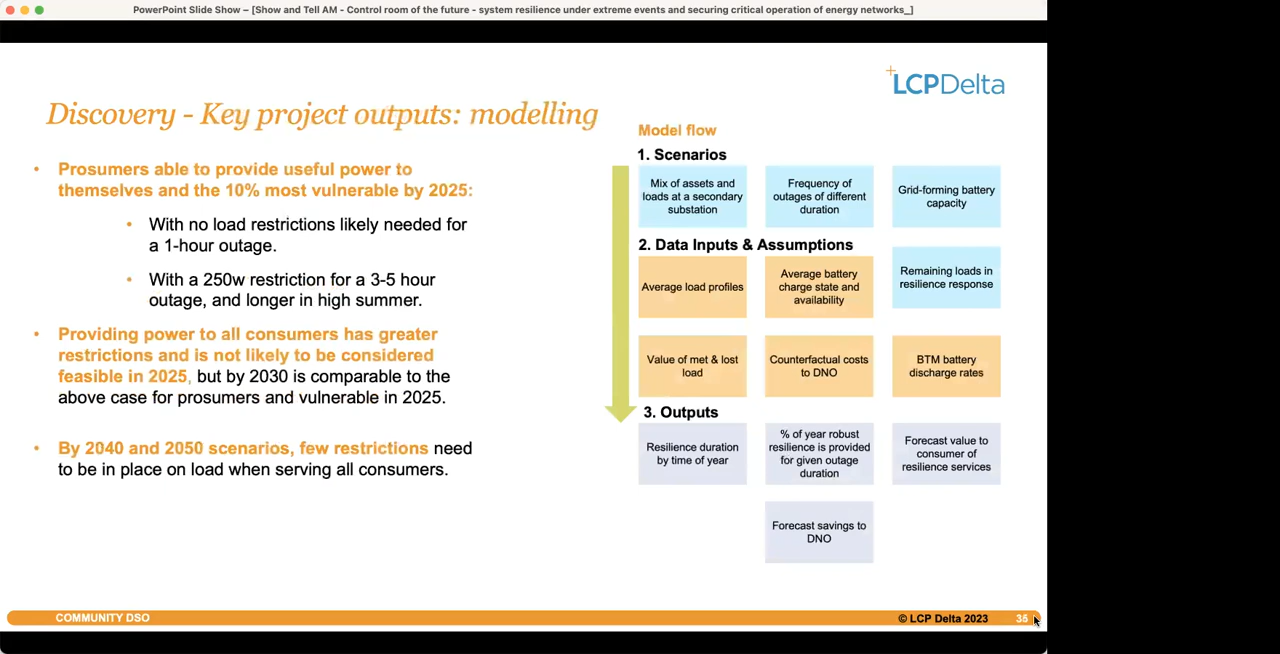 PowerPoint Slide Show – [Show and Tell AM - Control room of the future - system resilience under extreme events and securing critical operation of energy networks_]
LCPDelta
Discovery - Key project outputs: modelling
• Prosumers able to provide useful power to
themselves and the 10% most vulnerable by 2025:
• With no load restrictions likely needed for
a 1-hour outage.
• With a 250w restriction for a 3-5 hour
outage, and longer in high summer.
• Providing power to all consumers has greater
restrictions and is not likely to be considered
feasible in 2025, but by 2030 is comparable to the
above case for prosumers and vulnerable in 2025.
• By 2040 and 2050 scenarios, few restrictions need
to be in place on load when serving all consumers.
Model flow
1. Scenarios
Mix of assets and
loads at a secondary
substation
Frequency of
outages of different
duration
Grid-forming battery
capacity
2. Data Inputs & Assumptions
Average load profiles
Average battery
charge state and
availability
Remaining loads in
resilience response
Value of met & lost
load
Counterfactual costs
to DNO
BTM battery
discharge rates
3. Outputs
Resilience duration
by time of year
% of year robust
resilience is provided
for given outage
duration
Forecast value to
consumer of
resilience services
Forecast savings to
DNO
COMMUNITY DSO
© LCP Delta 2023
35